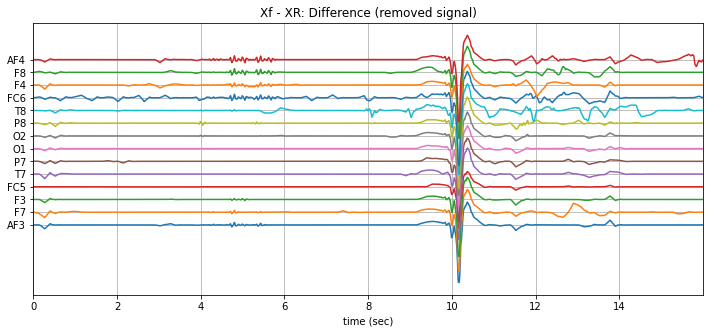 Xf - XR: Difference (removed signal)
AF4
F8
F4
FC6
T8
P8
O2
O1
P7
T7
FC5
F3
F7
AF3
0 2 4 6 8 10 12 14
time (sec)